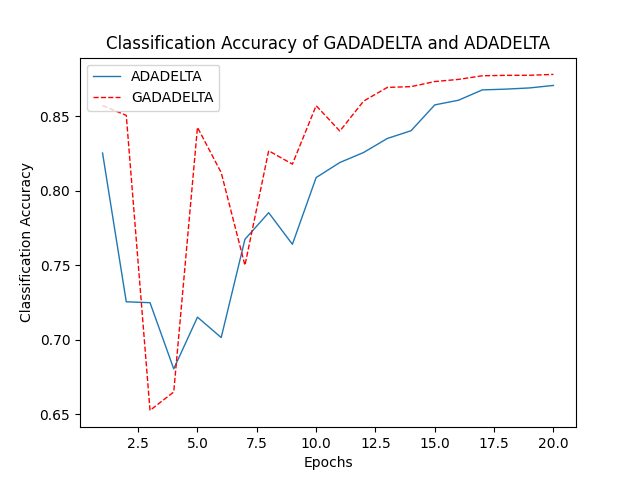 Classification Accuracy of GADADELTA and ADADELTA
ADADELTA
GADADELTA
Classification Accuracy
0.85
0.80
0.75
0.70
0.65
2.5 5.0 7.5 10.0 12.5 15.0 17.5 20.0
Epochs